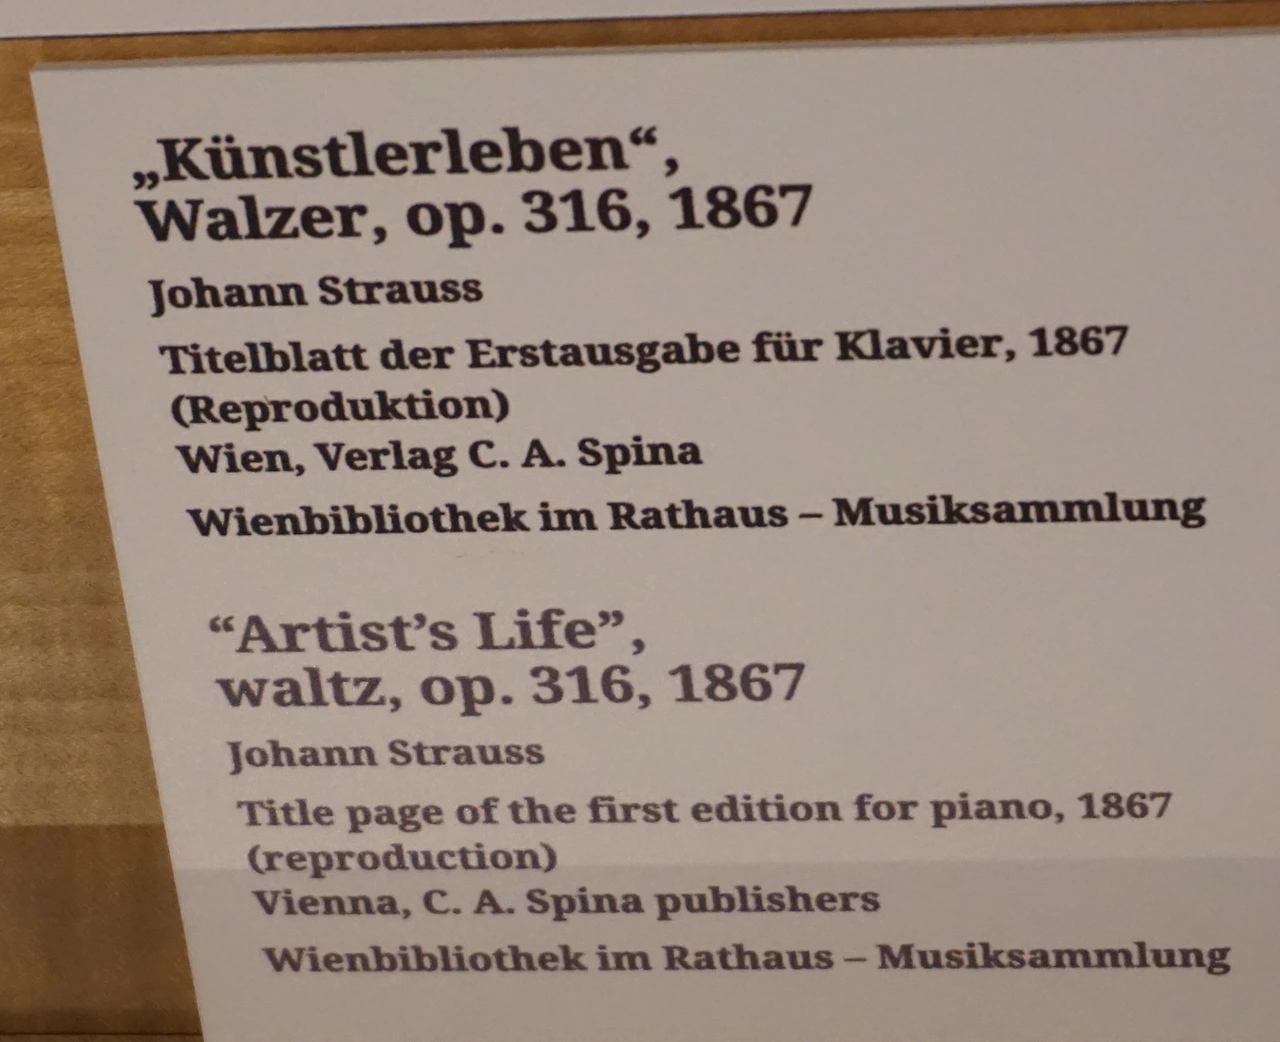 „Künstlerleben“,
Walzer, op. 316, 1867
Johann Strauss
Titelblatt der Erstausgabe für Klavier, 1867
(Reproduktion)
Wien, Verlag C. A. Spina
Wienbibliothek im Rathaus – Musiksammlung
“Artist’s Life”,
waltz, op. 316, 1867
Johann Strauss
Title page of the first edition for piano, 1867
(reproduction)
Vienna, C. A. Spina publishers
Wienbibliothek im Rathaus – Musiksammlung